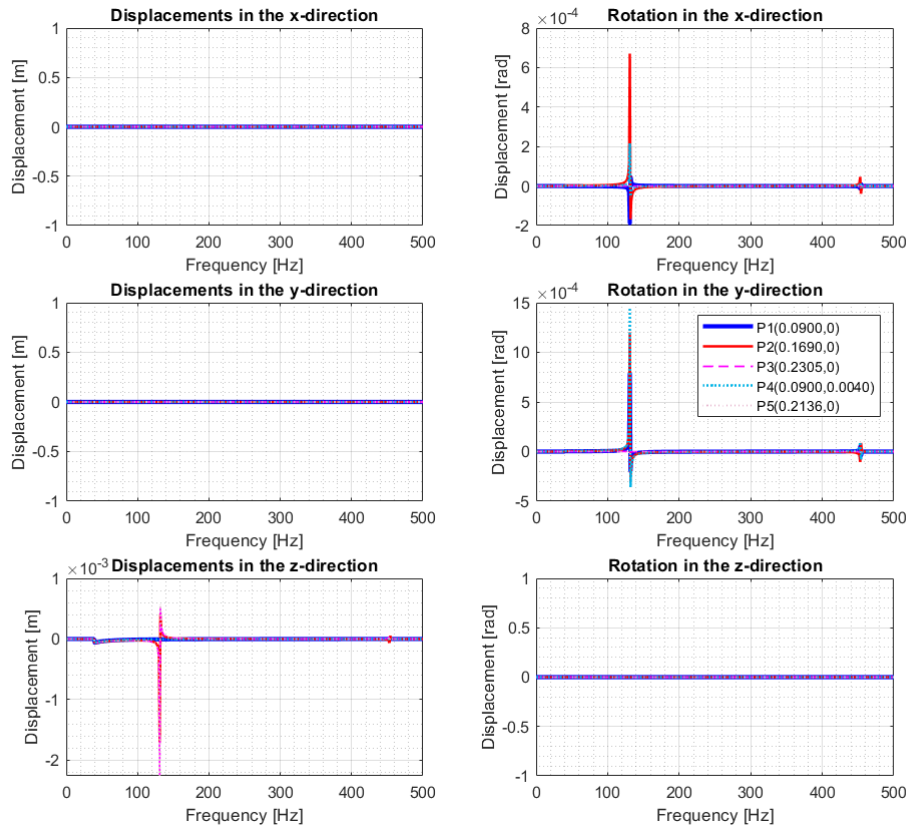 Displacements in the x-direction
Displacement [m]
1
0.5
0
-0.5
-1
0 100 200 300 400 500
Frequency [Hz]
Rotation in the x-direction
×10-4
Displacement [rad]
8
6
4
2
0
-2
0 100 200 300 400 500
Frequency [Hz]
Displacements in the y-direction
Displacement [m]
1
0.5
0
-0.5
-1
0 100 200 300 400 500
Frequency [Hz]
Rotation in the y-direction
×10-4
Displacement [rad]
15
10
5
0
-5
P1(0.0900,0)
P2(0.1690,0)
P3(0.2305,0)
P4(0.0900,0.0040)
P5(0.2136,0)
0 100 200 300 400 500
Frequency [Hz]
×10-3
Displacements in the z-direction
Displacement [m]
1
0
-1
-2
0 100 200 300 400 500
Frequency [Hz]
Rotation in the z-direction
Displacement [rad]
1
0.5
0
-0.5
-1
0 100 200 300 400 500
Frequency [Hz]